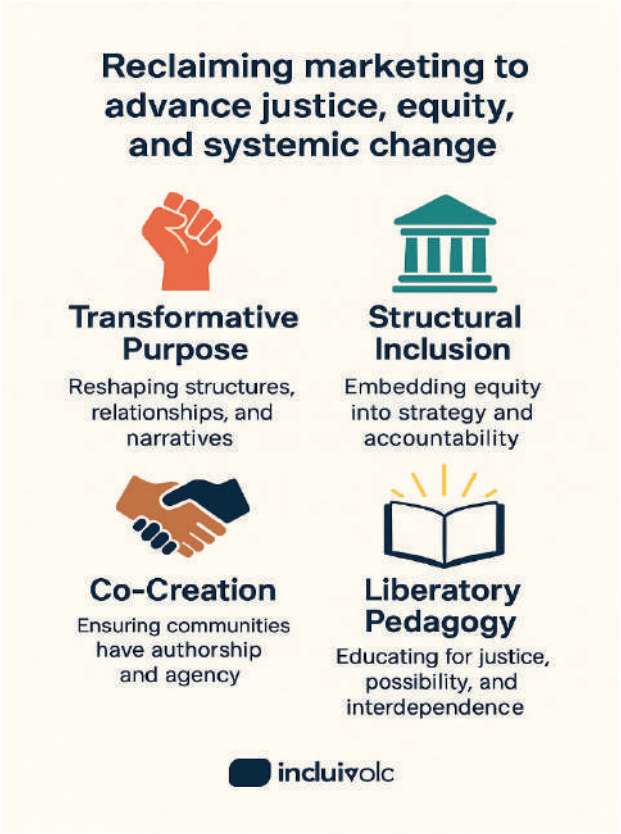 Reclaiming marketing to
advance justice, equity,
and systemic change
Transformative
Purpose
Reshaping structures,
relationships, and
narratives
Structural
Inclusion
Embedding equity
into strategy and
accountability
Co-Creation
Ensuring communities
have authorship
and agency
Liberatory
Pedagogy
Educating for justice,
possibility, and
interdependence
incluivolc